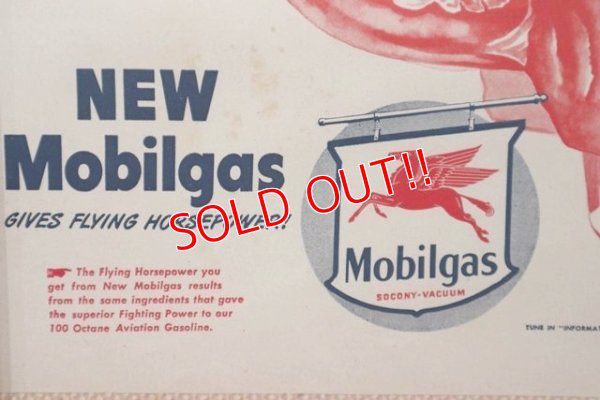 NEW
Mobilgas
GIVES FLYING HORSEPOWER!
The Flying Horsepower you
get from New Mobilgas results
from the same ingredients that gave
the superior Fighting Power to our
100 Octane Aviation Gasoline.
Mobilgas
SOCONY-VACUUM
TUNE IN "INFORMA
SOLD OUT!!